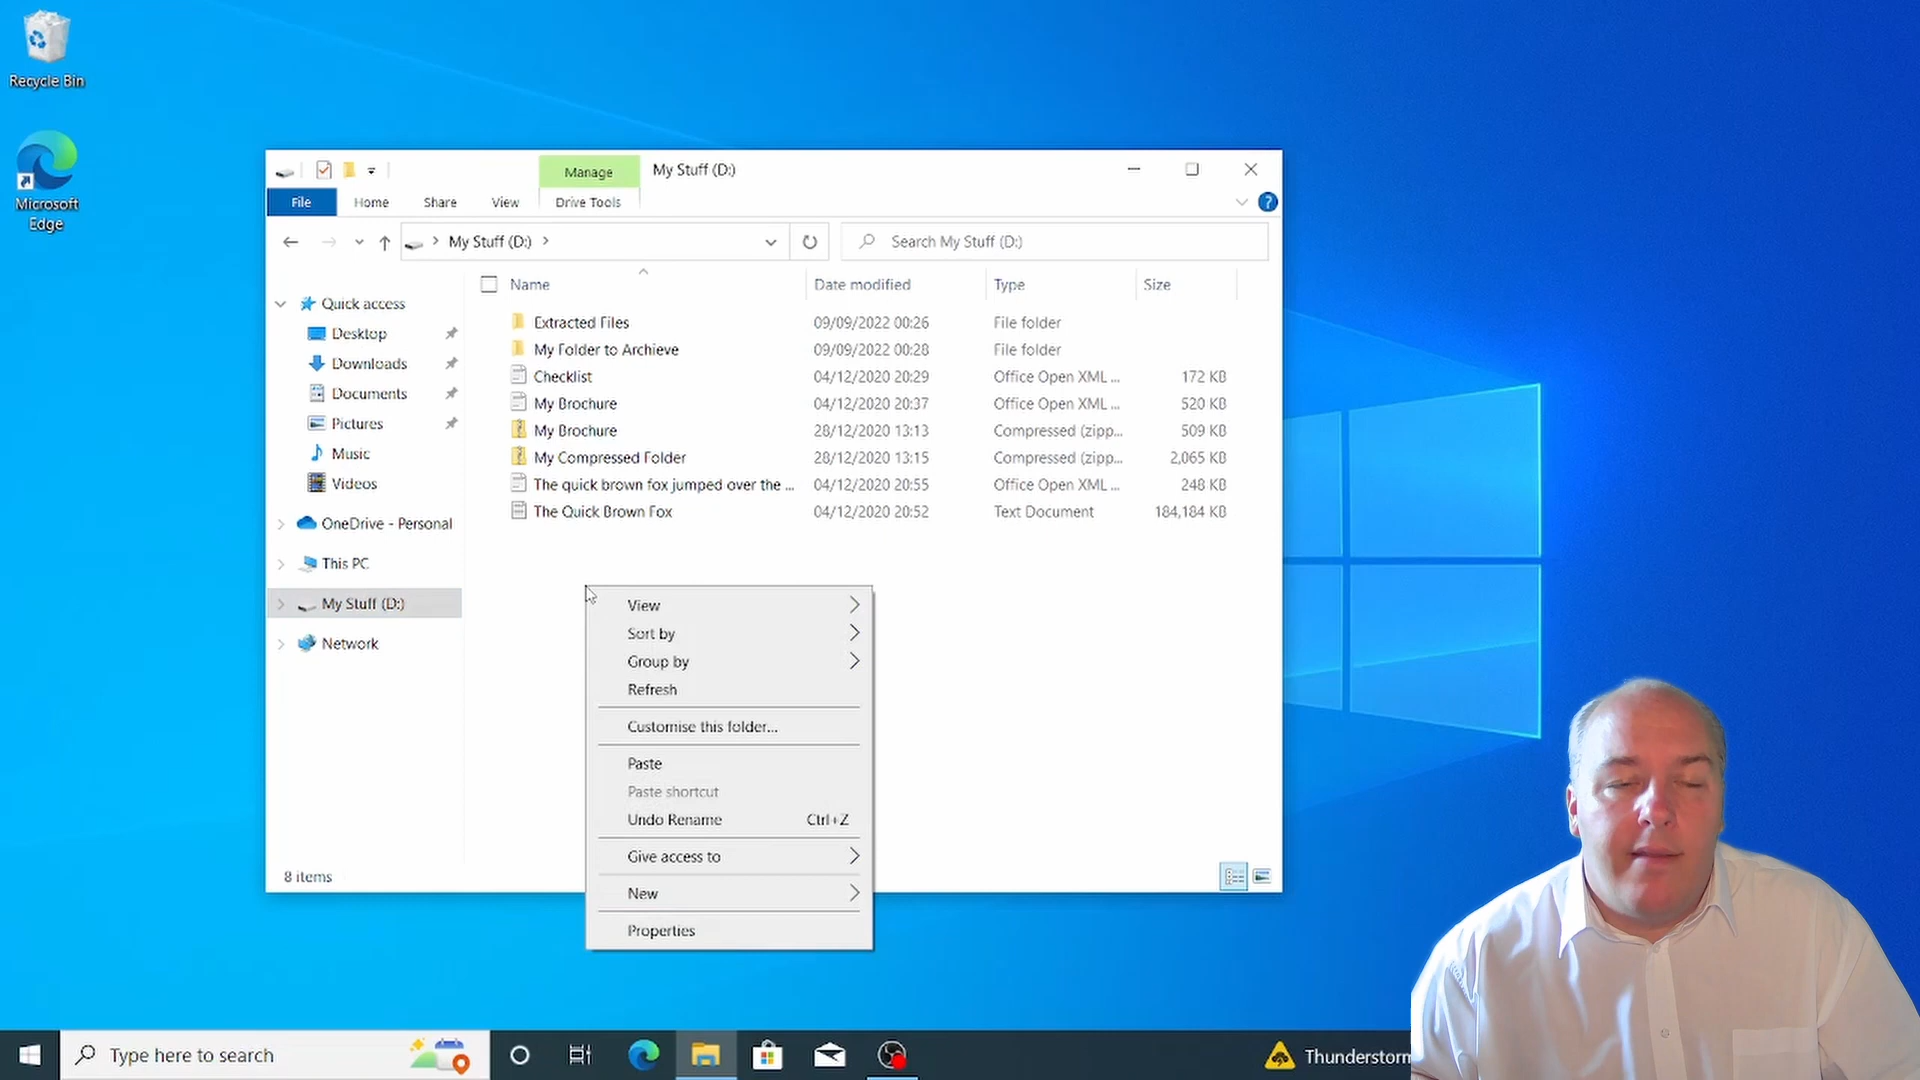 Recycle Bin
Microsoft
Edge
Manage
My Stuff (D:)
File
Home
Share
View
Drive Tools
My Stuff (D:)
Search My Stuff (D:)
Name
Date modified
Type
Size
Quick access
Desktop
Downloads
Documents
Pictures
Music
Videos
OneDrive - Personal
This PC
My Stuff (D:)
Network
Extracted Files 09/09/2022 00:26 File folder
My Folder to Archieve 09/09/2022 00:28 File folder
Checklist 04/12/2020 20:29 Office Open XML ... 172 KB
My Brochure 04/12/2020 20:37 Office Open XML ... 520 KB
My Brochure 28/12/2020 13:13 Compressed (zipp... 509 KB
My Compressed Folder 28/12/2020 13:15 Compressed (zipp... 2,065 KB
The quick brown fox jumped over the ... 04/12/2020 20:55 Office Open XML ... 248 KB
The Quick Brown Fox 04/12/2020 20:52 Text Document 184,184 KB
View
Sort by
Group by
Refresh
Customise this folder...
Paste
Paste shortcut
Undo Rename Ctrl+Z
Give access to
New
Properties
8 items
Type here to search
Thunderstorm